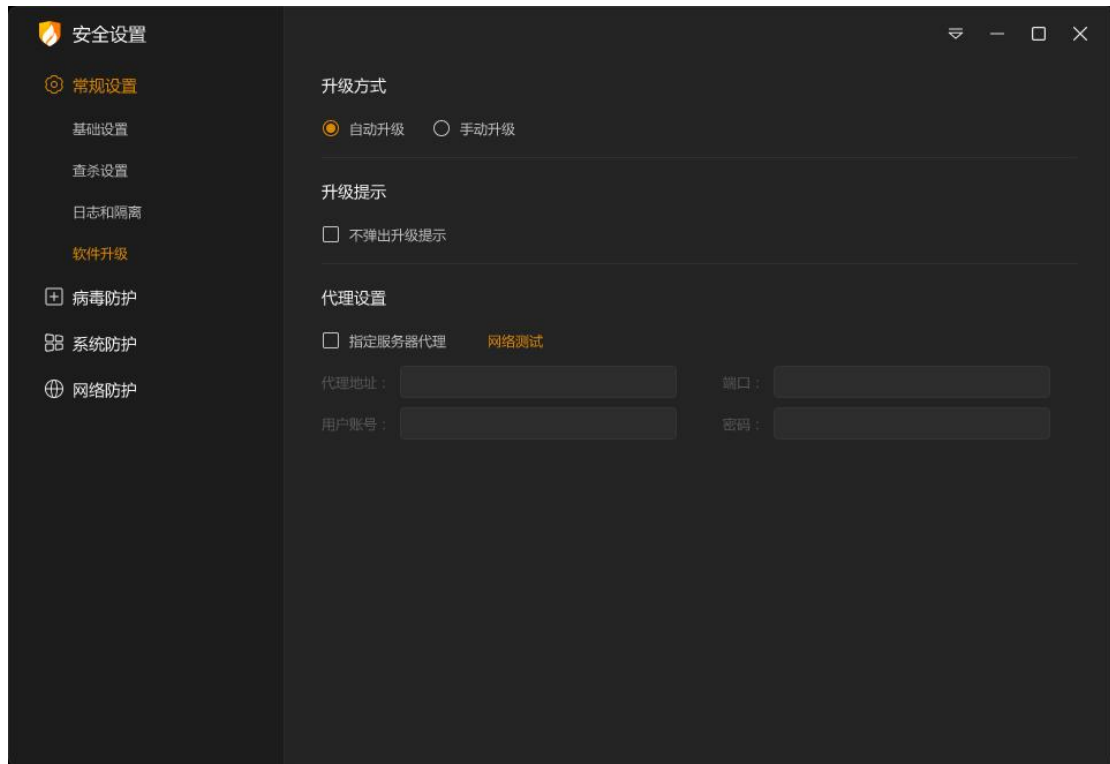 安全设置
常规设置
基础设置
查杀设置
日志和隔离
软件升级
病毒防护
系统防护
网络防护
升级方式
自动升级 手动升级
升级提示
不弹出升级提示
代理设置
指定服务器代理 网络测试
代理地址： 端口：
用户账号： 密码：